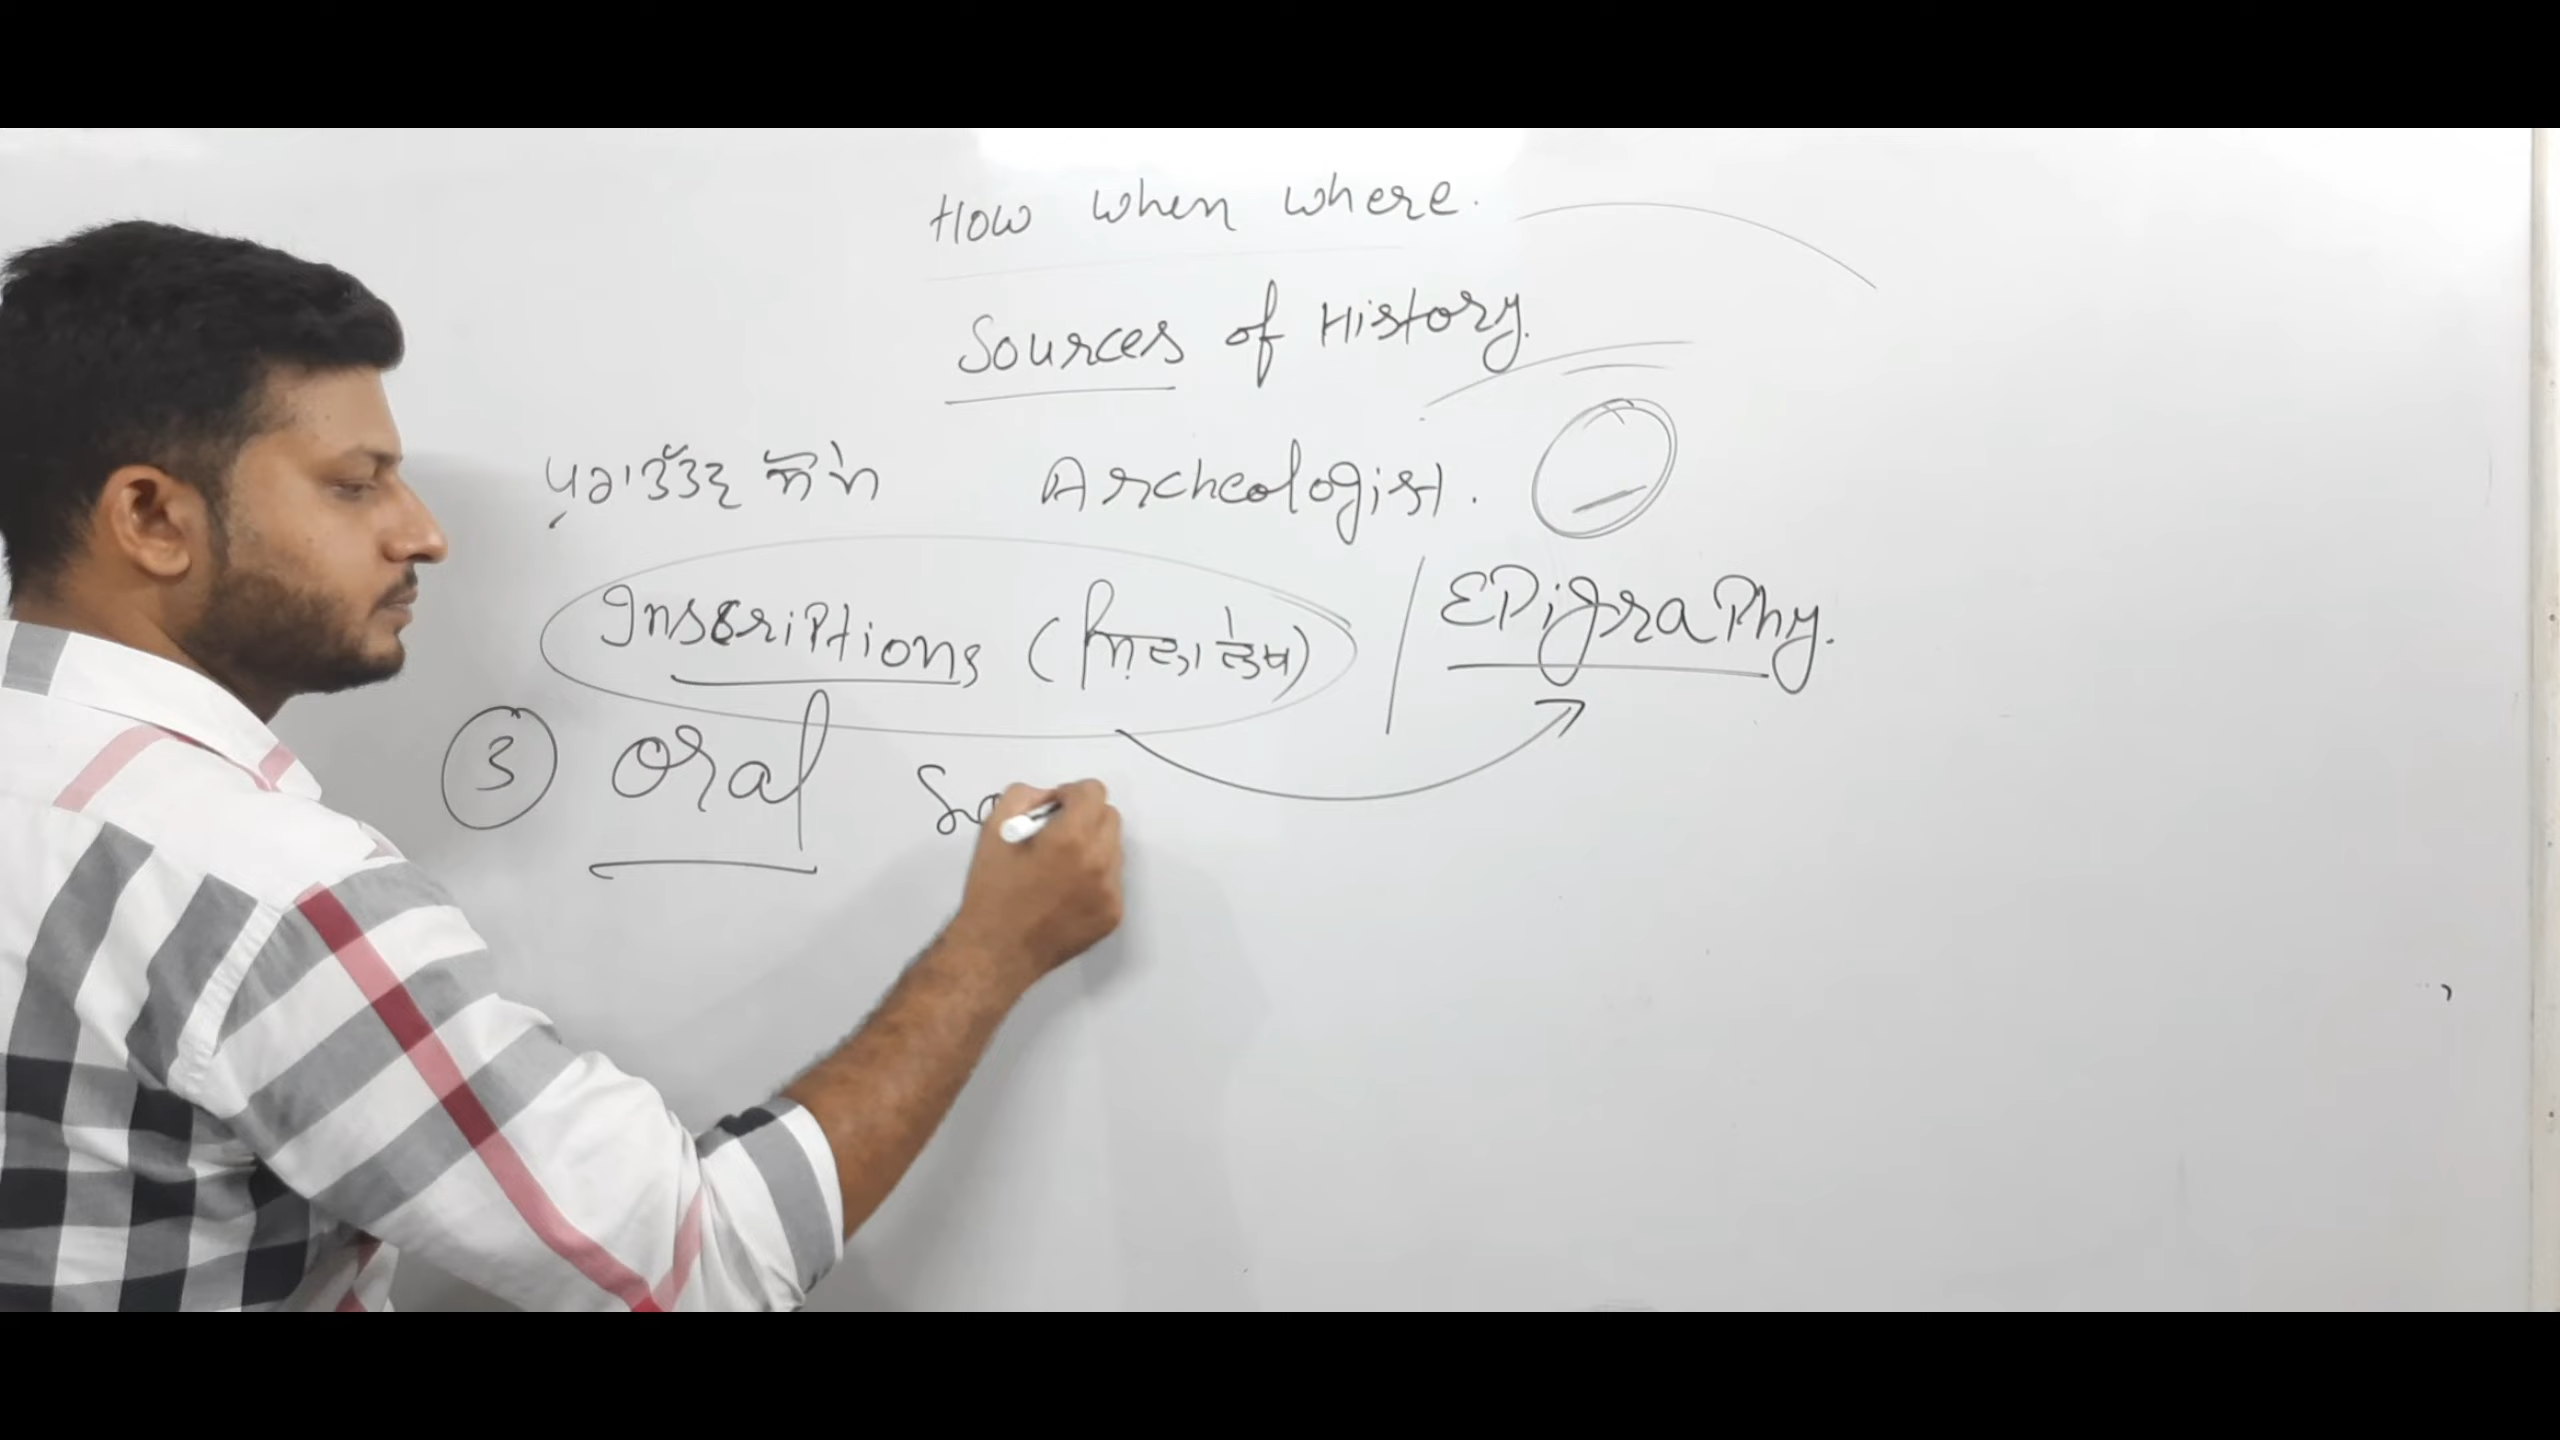 How when where.
Sources of History.
ਪੁਰਾਤੱਤਵ Archeologist.
Inscriptions (ਸ਼ਿਲਾਲੇਖ) / EPigraPhy.
3 Oral So